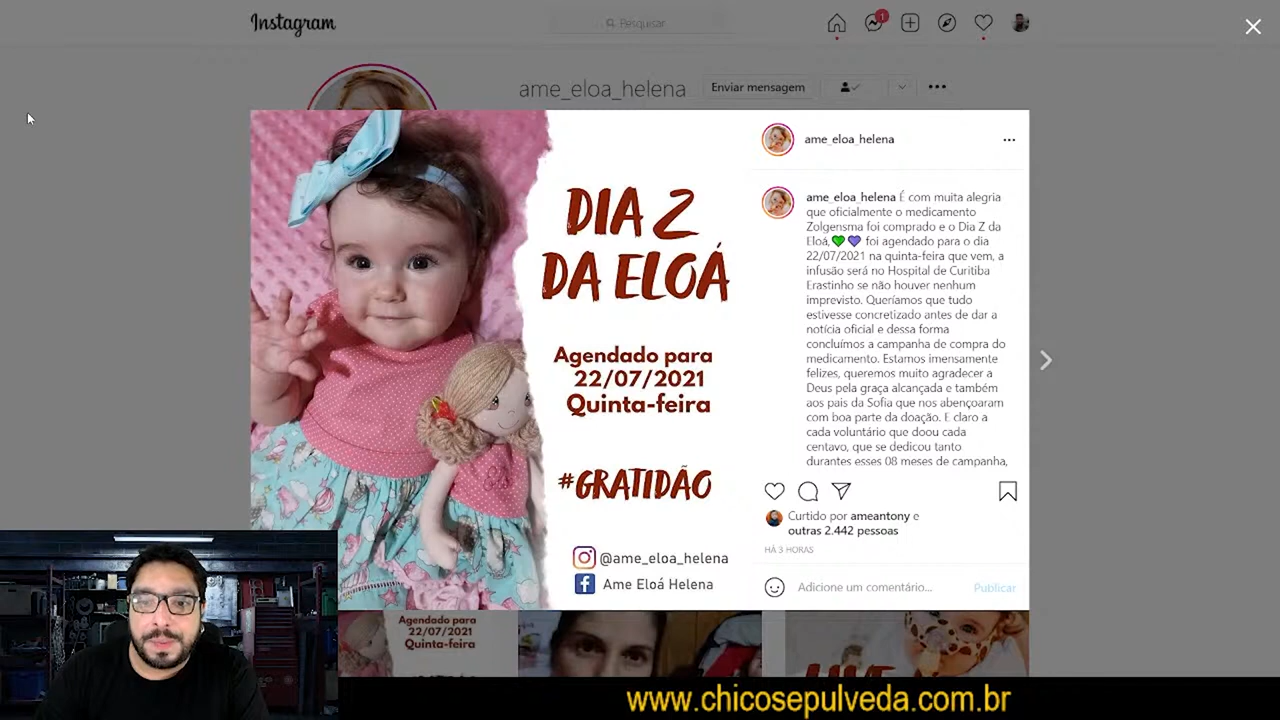 Instagram
Pesquisar
1
ame_eloa_helena
Enviar mensagem
DIA Z
DA ELOÁ
Agendado para
22/07/2021
Quinta-feira
#GRATIDÃO
@ame_eloa_helena
Ame Eloá Helena
ame_eloa_helena
ame_eloa_helena É com muita alegria
que oficialmente o medicamento
Zolgensma foi comprado e o Dia Z da
Eloá,💚💜 foi agendado para o dia
22/07/2021 na quinta-feira que vem, a
infusão será no Hospital de Curitiba
Erastinho se não houver nenhum
imprevisto. Queríamos que tudo
estivesse concretizado antes de dar a
notícia oficial e dessa forma
concluímos a campanha de compra do
medicamento. Estamos imensamente
felizes, queremos muito agradecer a
Deus pela graça alcançada e também
aos pais da Sofia que nos abençoaram
com boa parte da doação. E claro a
cada voluntário que doou cada
centavo, que se dedicou tanto
durantes esses 08 meses de campanha,
Curtido por ameantony e
outras 2.442 pessoas
HÁ 3 HORAS
Adicione um comentário...
Publicar
Agendado para
22/07/2021
Quinta-feira
www.chicosepulveda.com.br